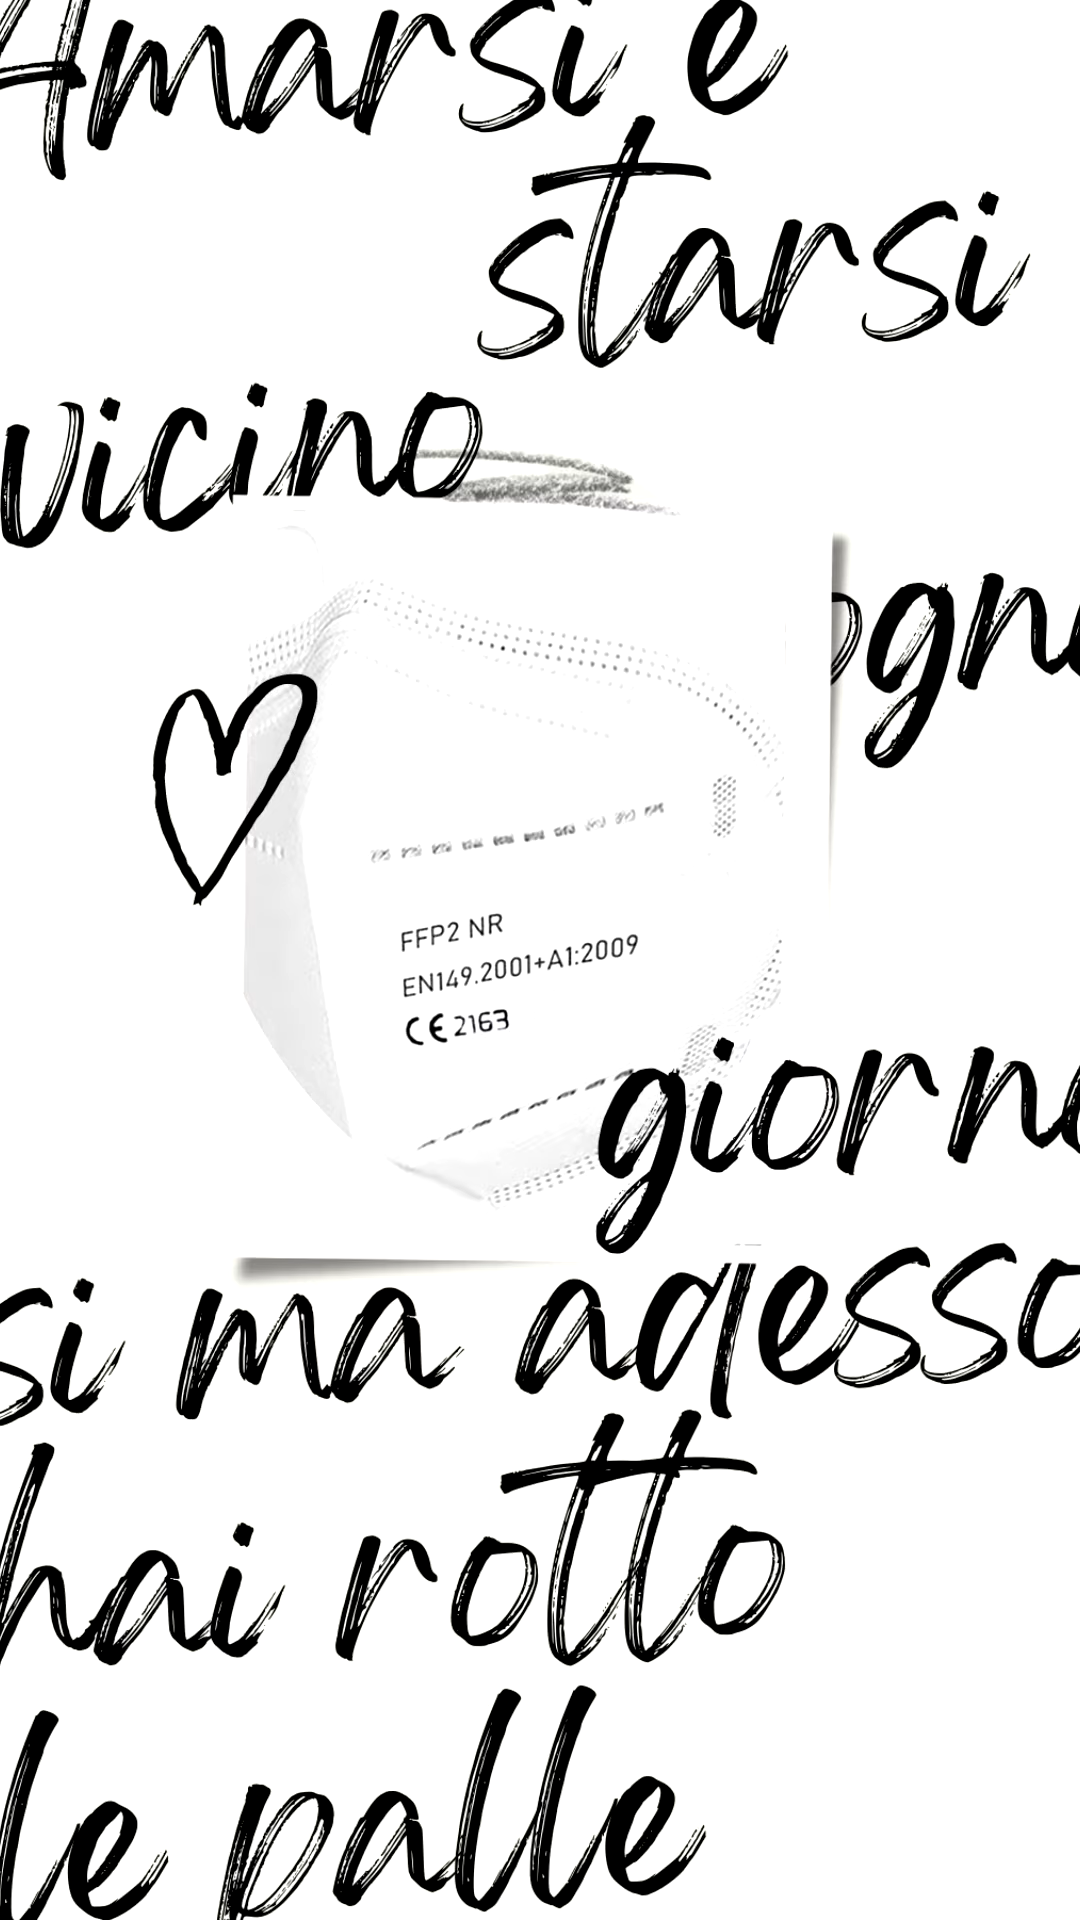 Amarsi e
starsi
vicino
ogni
FFP2 NR
EN149.2001+A1:2009
CE 2163
giorno
si ma adesso
hai rotto
le palle